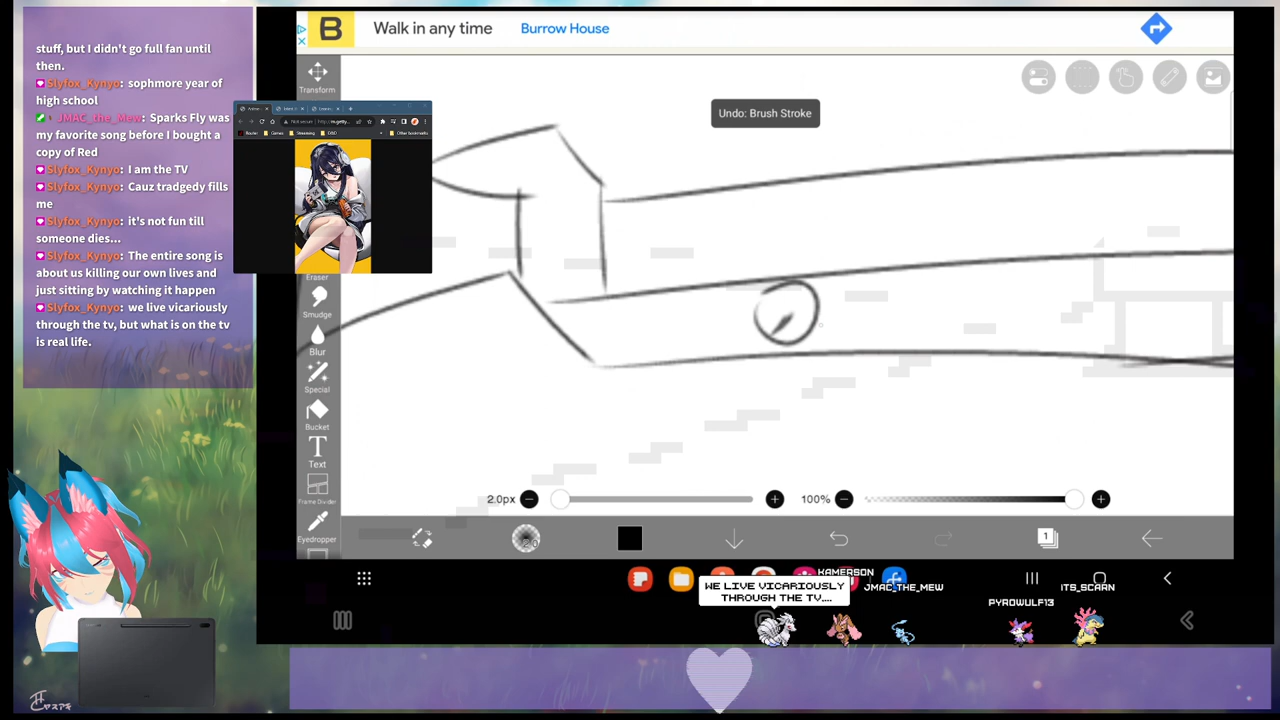 stuff, but I didn't go full fan until
then.
Slyfox_Kynyo: sophmore year of
high school
JMAC_the_Mew: Sparks Fly was
my favorite song before I bought a
copy of Red
Slyfox_Kynyo: I am the TV
Slyfox_Kynyo: Cauz tradgedy fills
me
Slyfox_Kynyo: it's not fun till
someone dies...
Slyfox_Kynyo: The entire song is
about us killing our own lives and
just sitting by watching it happen
Slyfox_Kynyo: we live vicariously
through the tv, but what is on the tv
is real life.
B
Walk in any time
Burrow House
Transform
Undo: Brush Stroke
Eraser
Smudge
Blur
Special
Bucket
T
Text
Frame Divider
Eyedropper
2.0px
100%
2.0
1
WE LIVE VICARIOUSLY
THROUGH THE TV....
KAMERSON
JMAC_THE_MEW
PYROWULF13
ITS_SCARN